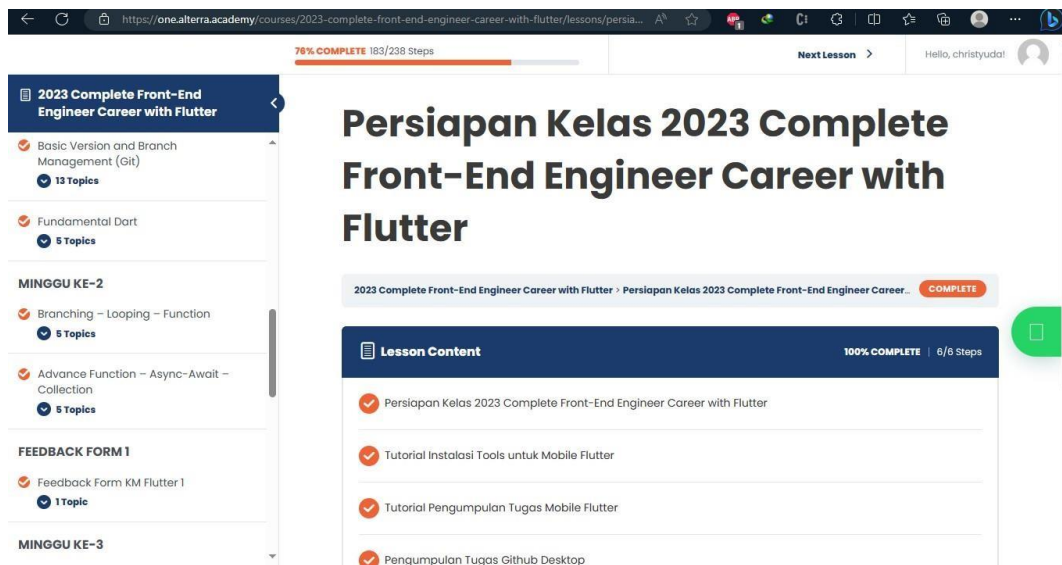 https://one.alterra.academy/courses/2023-complete-front-end-engineer-career-with-flutter/lessons/persia...
76% COMPLETE 183/238 Steps
Next Lesson
Hello, christyuda!
2023 Complete Front-End
Engineer Career with Flutter
Basic Version and Branch
Management (Git)
13 Topics
Fundamental Dart
5 Topics
MINGGU KE-2
Branching – Looping – Function
5 Topics
Advance Function – Async-Await –
Collection
5 Topics
FEEDBACK FORM 1
Feedback Form KM Flutter 1
1 Topic
MINGGU KE-3
Persiapan Kelas 2023 Complete
Front-End Engineer Career with
Flutter
2023 Complete Front-End Engineer Career with Flutter > Persiapan Kelas 2023 Complete Front-End Engineer Career...
COMPLETE
Lesson Content
100% COMPLETE | 6/6 Steps
Persiapan Kelas 2023 Complete Front-End Engineer Career with Flutter
Tutorial Instalasi Tools untuk Mobile Flutter
Tutorial Pengumpulan Tugas Mobile Flutter
Pengumpulan Tugas Github Desktop